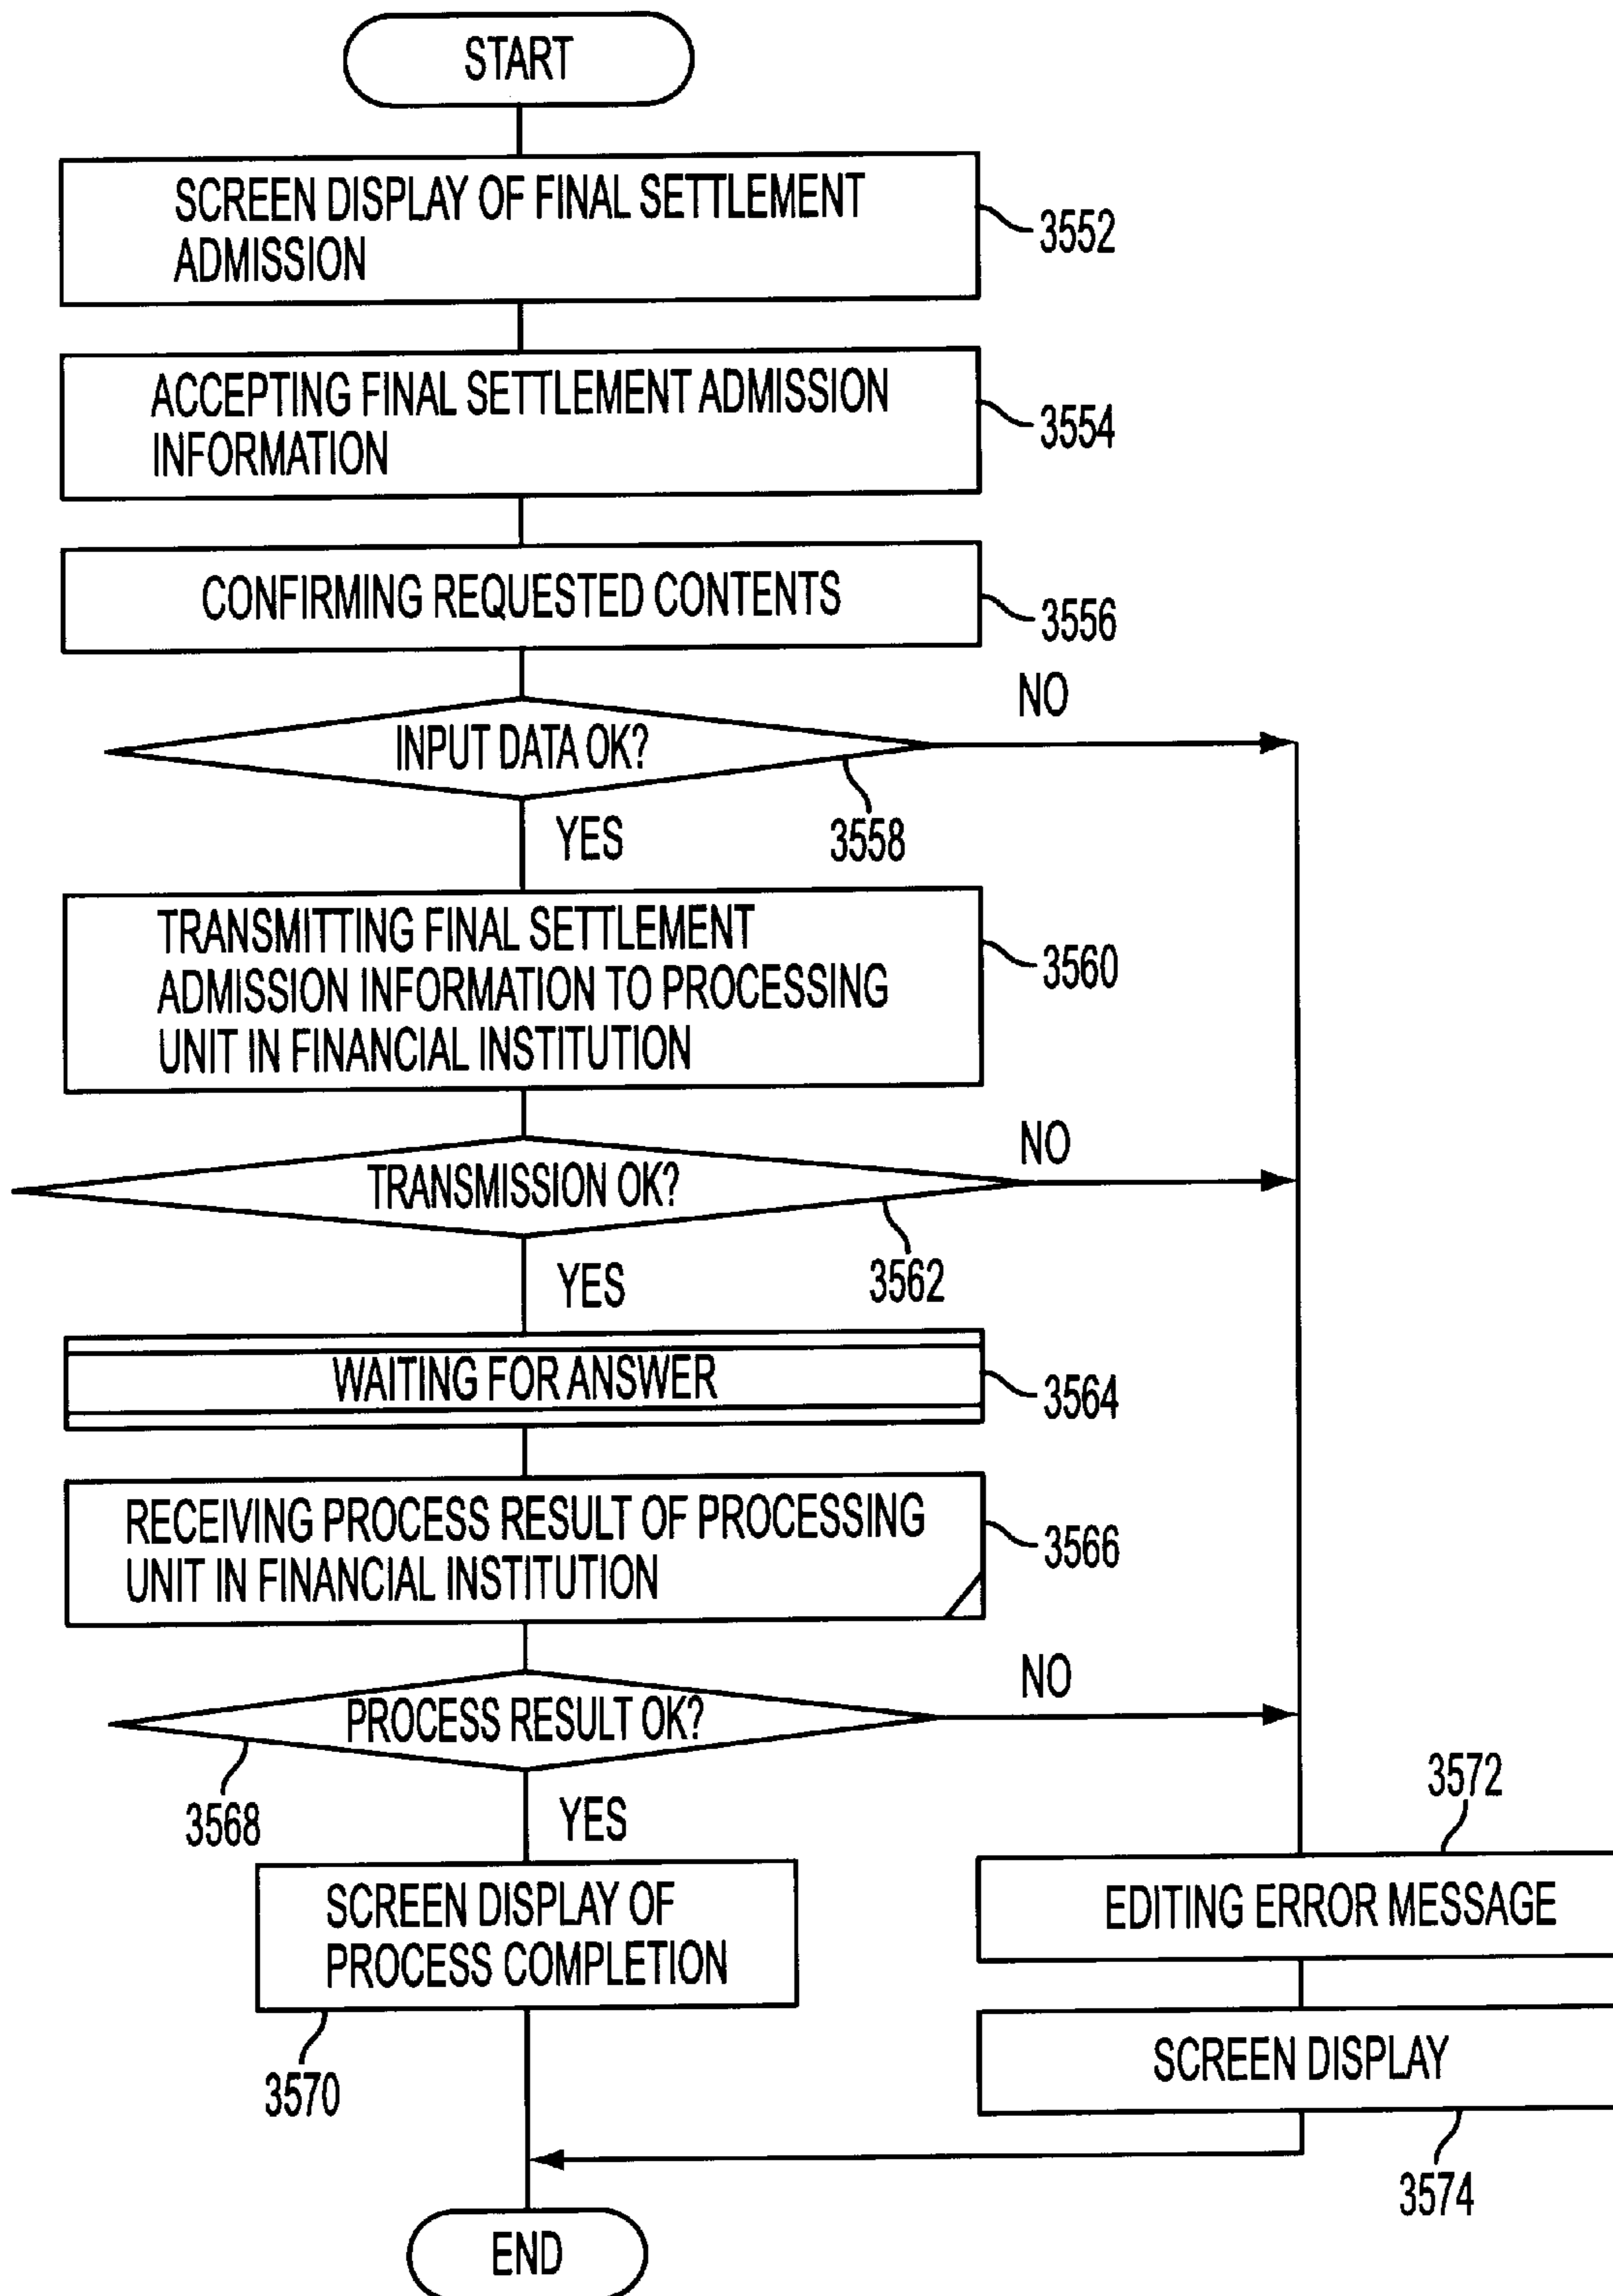 START
SCREEN DISPLAY OF FINAL SETTLEMENT
ADMISSION
3552
ACCEPTING FINAL SETTLEMENT ADMISSION
INFORMATION
3554
CONFIRMING REQUESTED CONTENTS
3556
NO
INPUT DATA OK?
3558
YES
TRANSMITTING FINAL SETTLEMENT
ADMISSION INFORMATION TO PROCESSING
UNIT IN FINANCIAL INSTITUTION
3560
NO
TRANSMISSION OK?
3562
YES
WAITING FOR ANSWER
3564
RECEIVING PROCESS RESULT OF PROCESSING
UNIT IN FINANCIAL INSTITUTION
3566
NO
PROCESS RESULT OK?
3568
YES
3572
SCREEN DISPLAY OF
PROCESS COMPLETION
3570
EDITING ERROR MESSAGE
SCREEN DISPLAY
3574
END